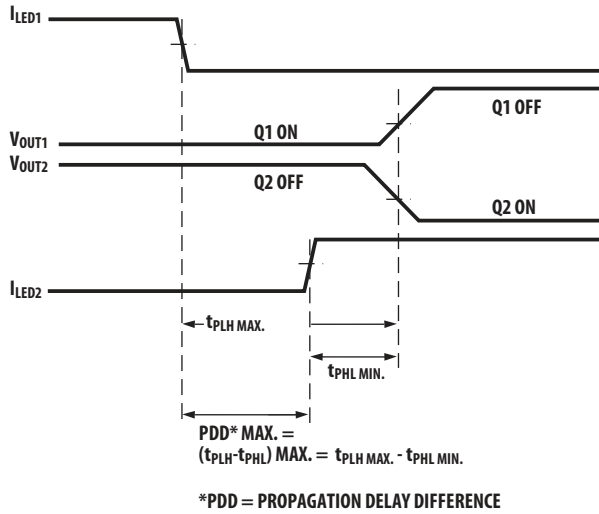 ILED1
Q1 OFF
VOUT1
Q1 ON
VOUT2
Q2 OFF
Q2 ON
ILED2
tPLH MAX.
tPHL MIN.
PDD* MAX. =
(tPLH-tPHL) MAX. = tPLH MAX. - tPHL MIN.
*PDD = PROPAGATION DELAY DIFFERENCE